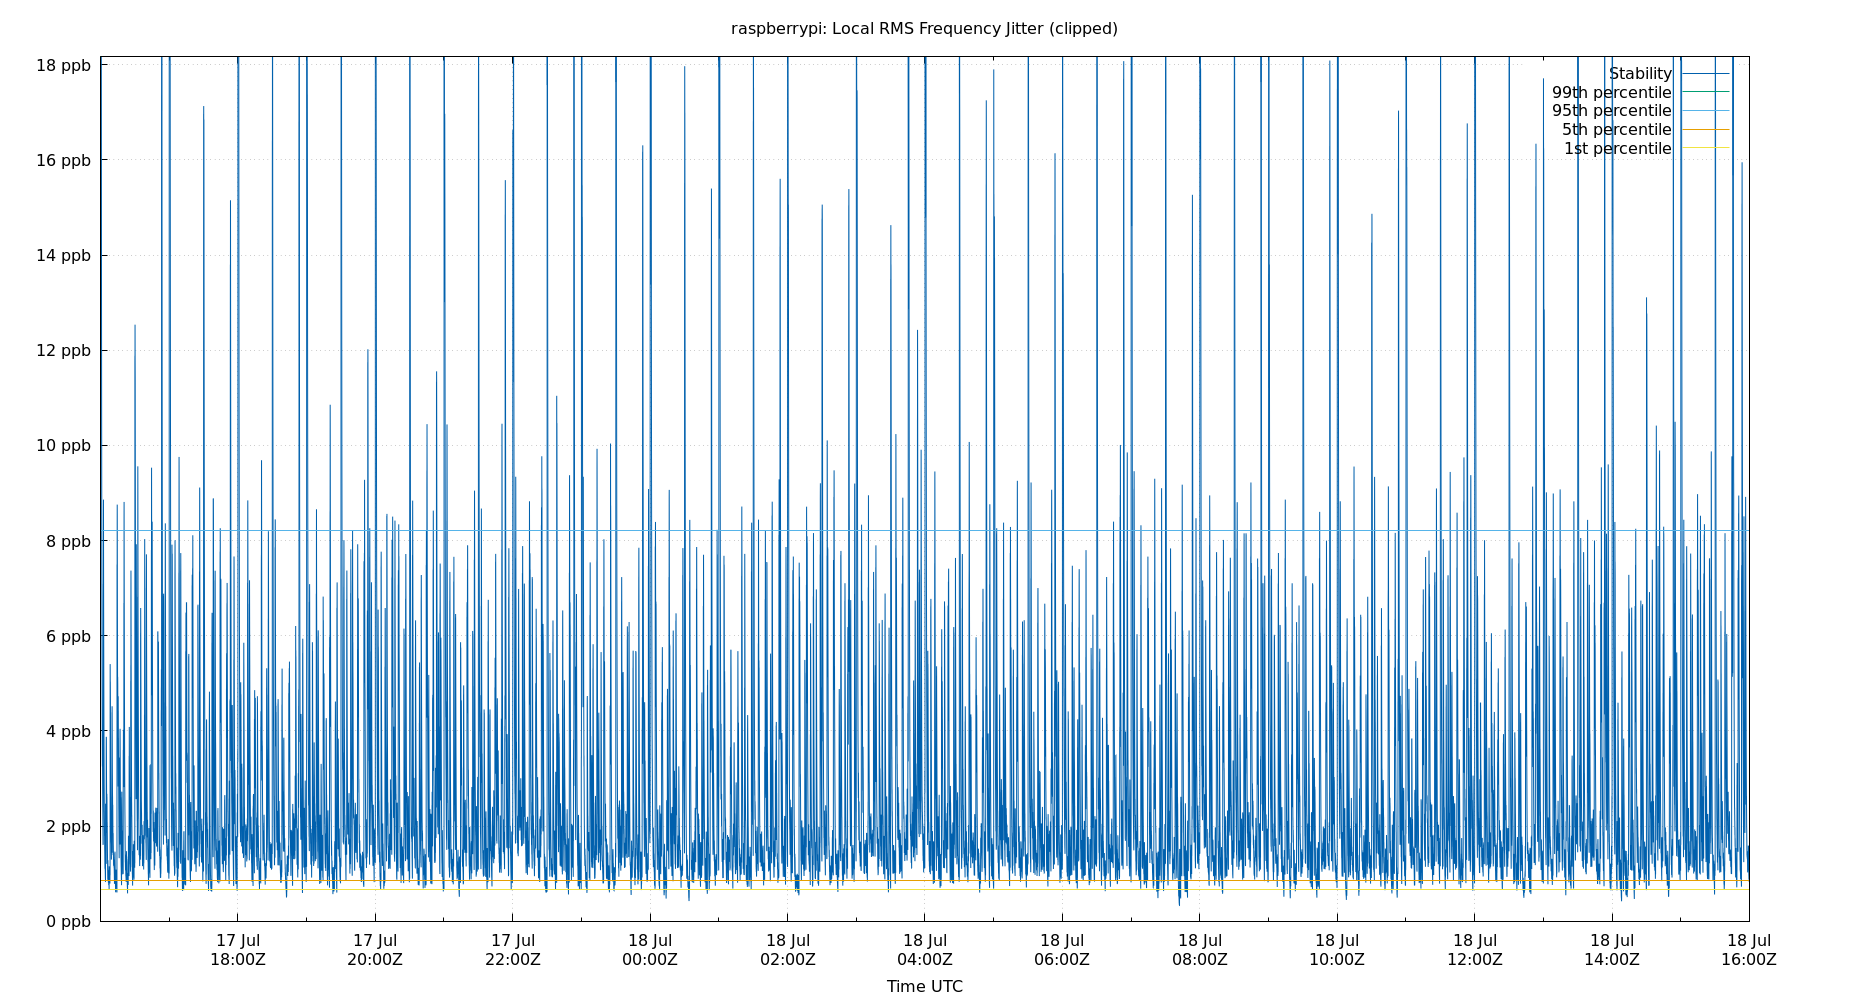 raspberrypi: Local RMS Frequency Jitter (clipped)
18 ppb
16 ppb
14 ppb
12 ppb
10 ppb
8 ppb
6 ppb
4 ppb
2 ppb
0 ppb
Stability
99th percentile
95th percentile
5th percentile
1st percentile
17 Jul 17 Jul 17 Jul 18 Jul 18 Jul 18 Jul 18 Jul 18 Jul 18 Jul 18 Jul 18 Jul 18 Jul
18:00Z 20:00Z 22:00Z 00:00Z 02:00Z 04:00Z 06:00Z 08:00Z 10:00Z 12:00Z 14:00Z 16:00Z
Time UTC